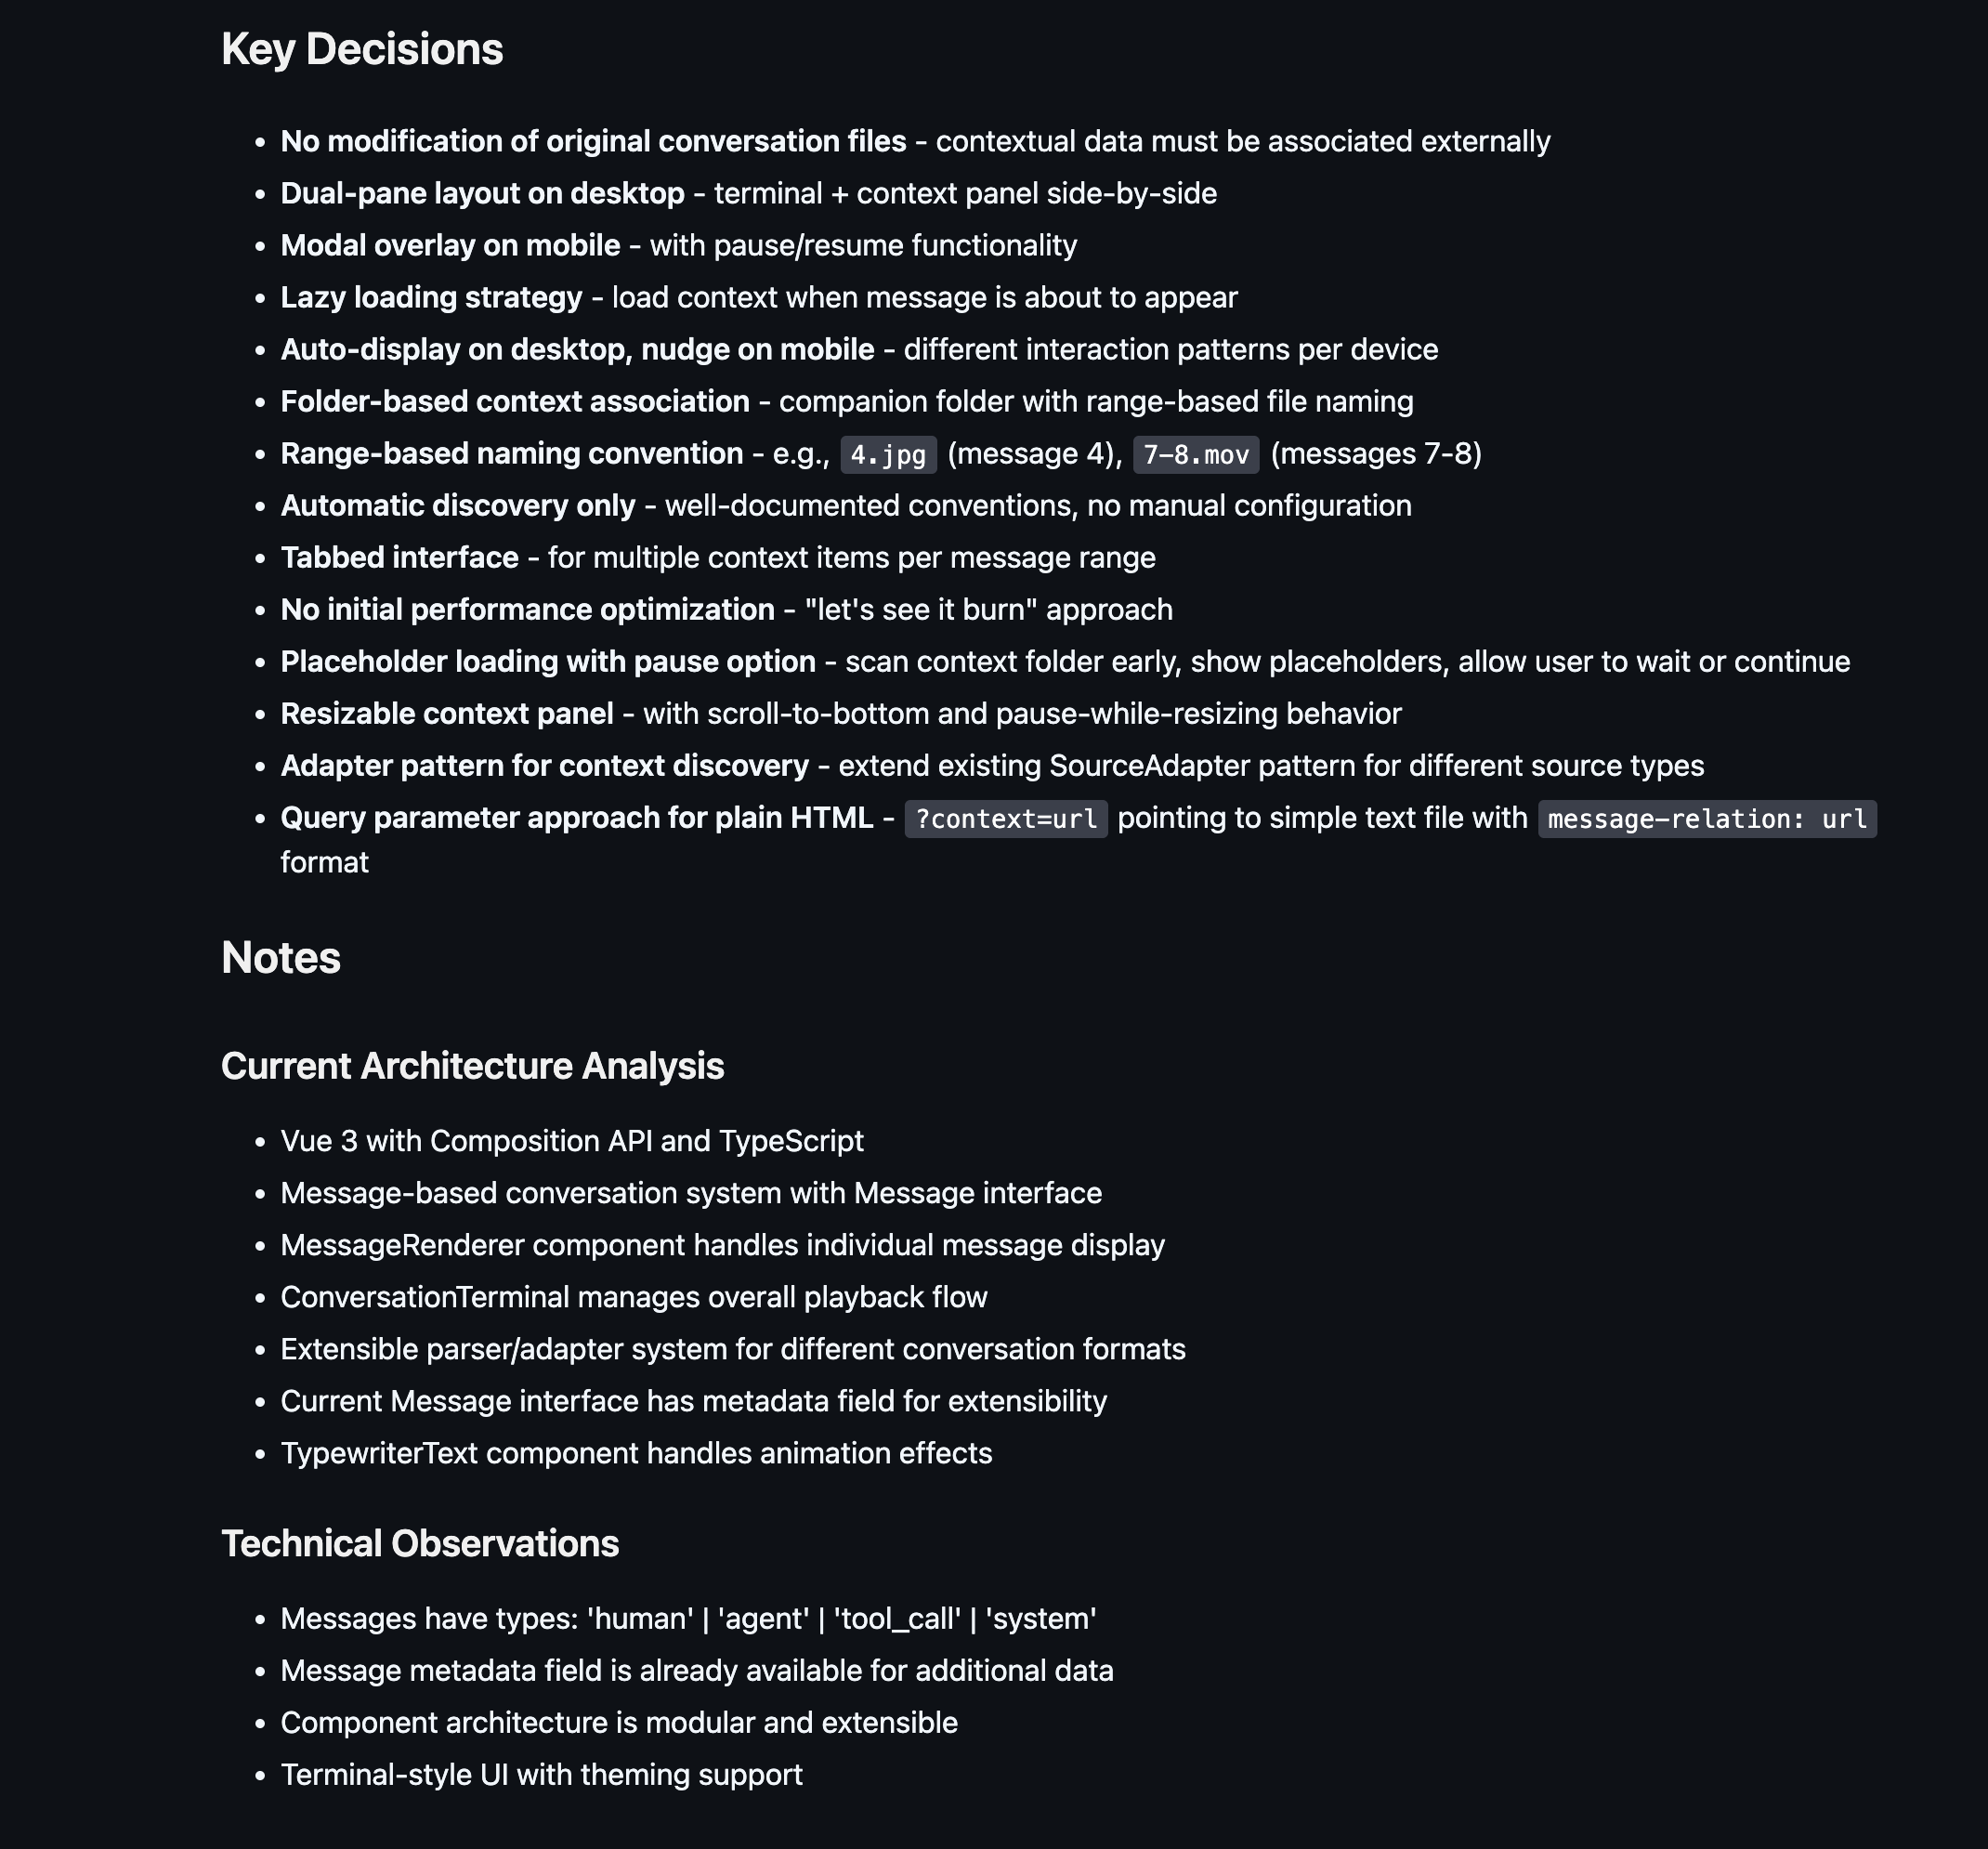 Key Decisions
• No modification of original conversation files - contextual data must be associated externally
• Dual-pane layout on desktop - terminal + context panel side-by-side
• Modal overlay on mobile - with pause/resume functionality
• Lazy loading strategy - load context when message is about to appear
• Auto-display on desktop, nudge on mobile - different interaction patterns per device
• Folder-based context association - companion folder with range-based file naming
• Range-based naming convention - e.g., 4.jpg (message 4), 7-8.mov (messages 7-8)
• Automatic discovery only - well-documented conventions, no manual configuration
• Tabbed interface - for multiple context items per message range
• No initial performance optimization - "let's see it burn" approach
• Placeholder loading with pause option - scan context folder early, show placeholders, allow user to wait or continue
• Resizable context panel - with scroll-to-bottom and pause-while-resizing behavior
• Adapter pattern for context discovery - extend existing SourceAdapter pattern for different source types
• Query parameter approach for plain HTML - ?context=url pointing to simple text file with message-relation: url
format
Notes
Current Architecture Analysis
• Vue 3 with Composition API and TypeScript
• Message-based conversation system with Message interface
• MessageRenderer component handles individual message display
• ConversationTerminal manages overall playback flow
• Extensible parser/adapter system for different conversation formats
• Current Message interface has metadata field for extensibility
• TypewriterText component handles animation effects
Technical Observations
• Messages have types: 'human' | 'agent' | 'tool_call' | 'system'
• Message metadata field is already available for additional data
• Component architecture is modular and extensible
• Terminal-style UI with theming support